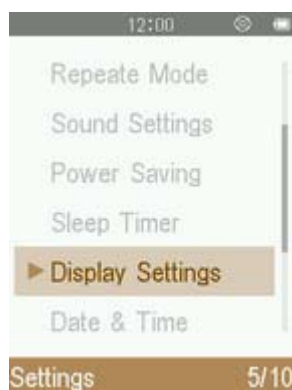 12:00
Repeate Mode
Sound Settings
Power Saving
Sleep Timer
Display Settings
Date & Time
Settings 5/10